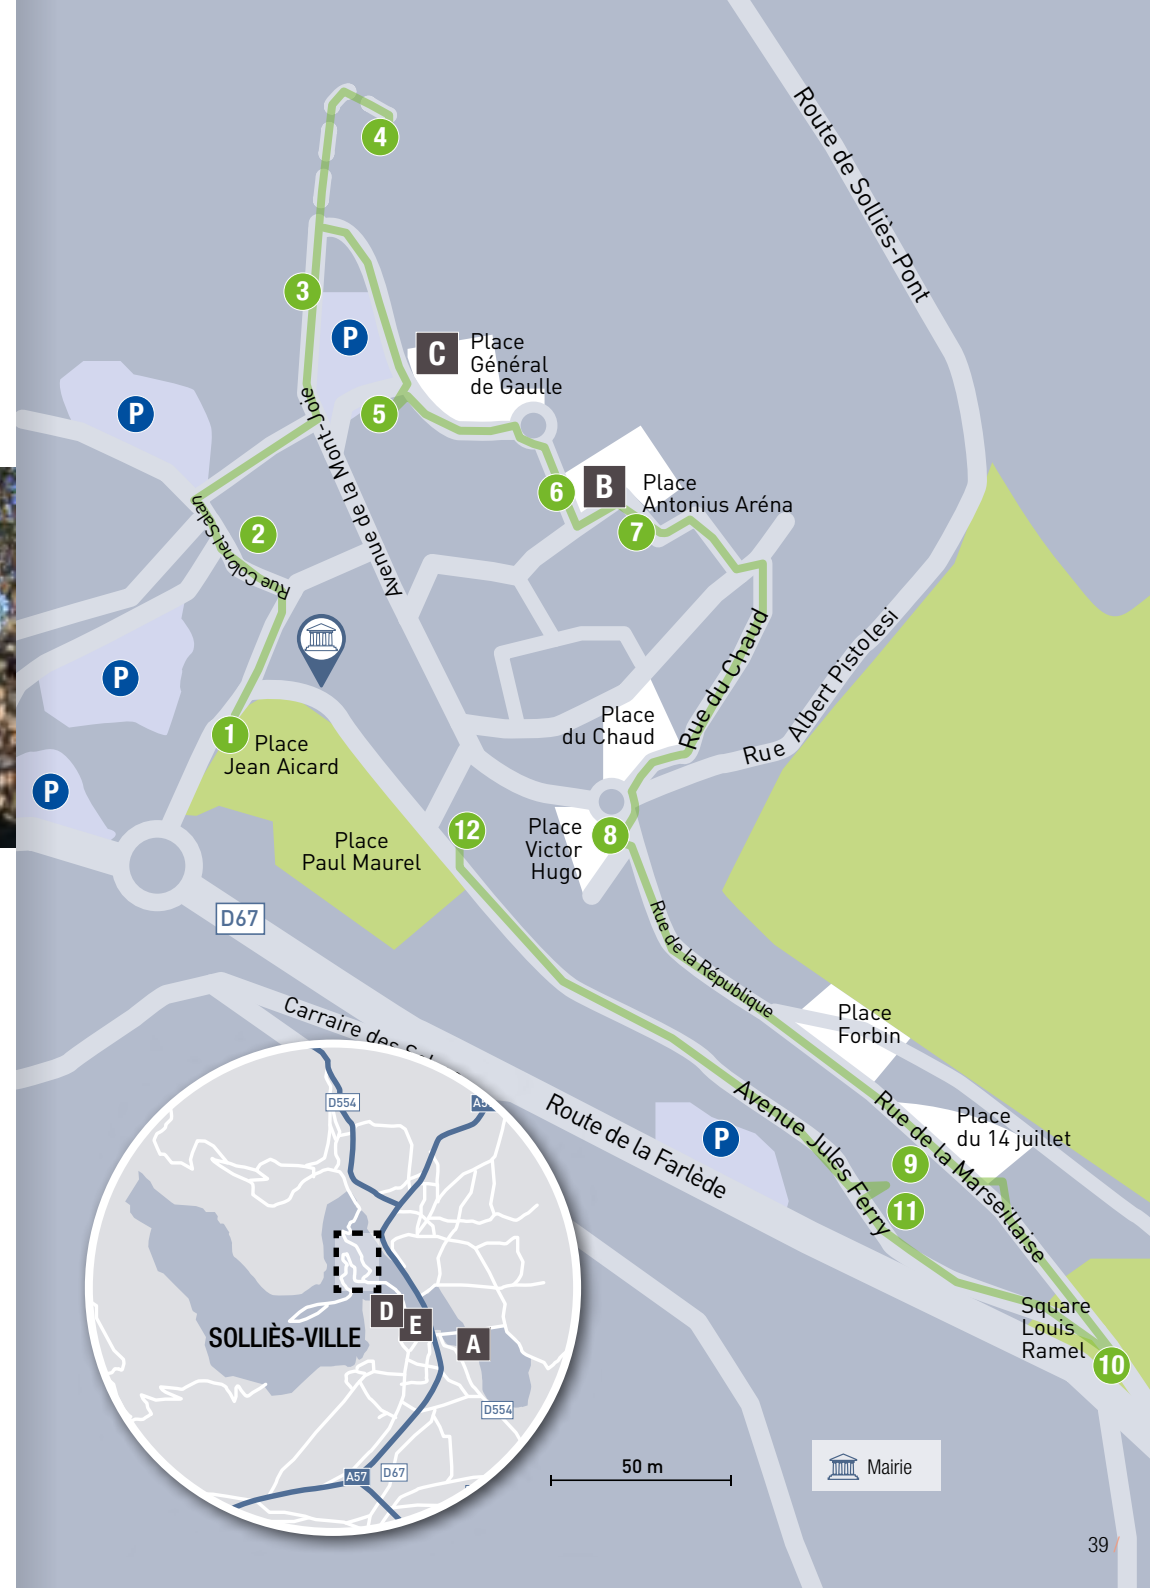 Route de Solliès-Pont
4
3
P
C
Place
Général
de Gaulle
P
5
Avenue de la Mont-Joie
6
B
Place
Antonius Aréna
7
2
Rue Colonel Salan
P
Rue du Chaud
Rue Albert Pistolesi
1
Place
Jean Aicard
Place
du Chaud
P
12
Place
Paul Maurel
Place
Victor
Hugo
8
D67
Rue de la République
Carraire des
Place
Forbin
Route de la Farlède
Avenue Jules Ferry
Rue de la Marseillaise
Place
du 14 juillet
P
9
11
Square
Louis
Ramel
10
D554
SOLLIÈS-VILLE
D
E
A
D554
A57
D67
50 m
Mairie
39 /